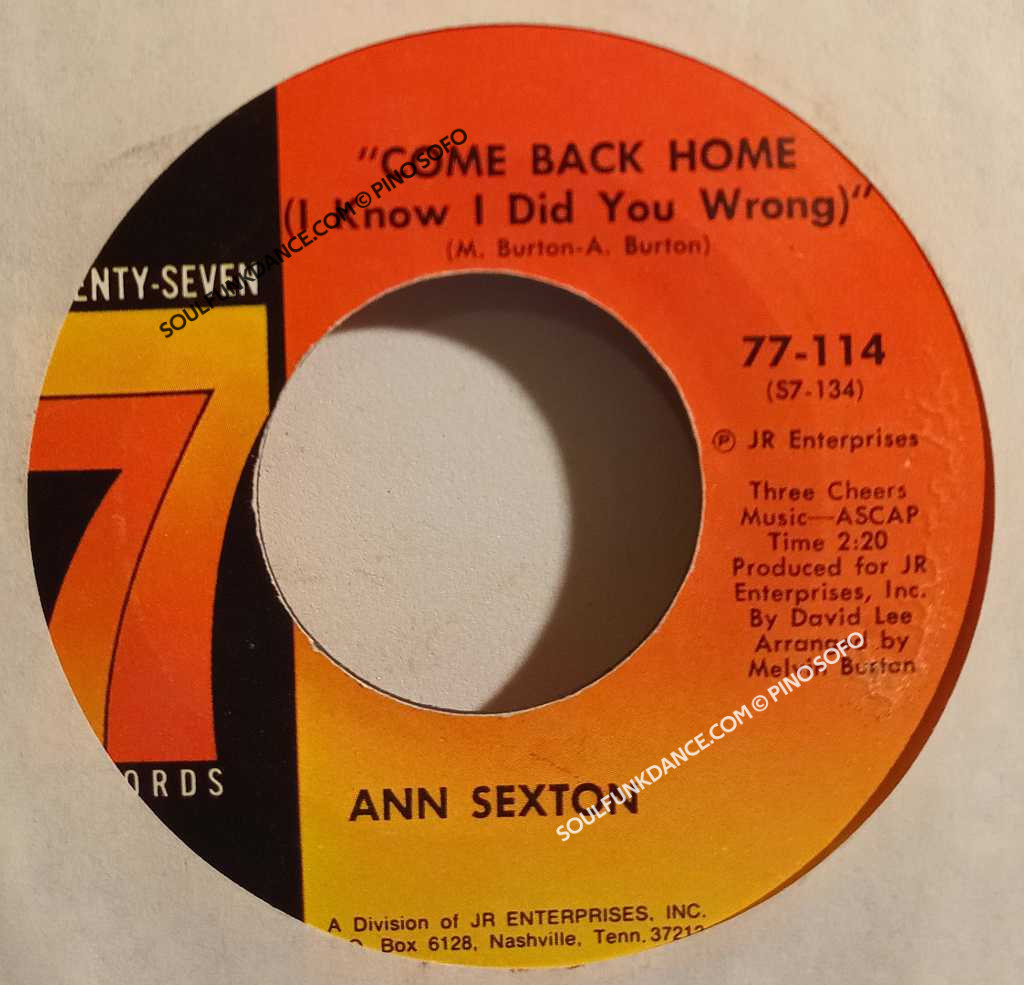 "COME BACK HOME
(I Know I Did You Wrong)"
(M. Burton-A. Burton)
ENTY-SEVEN
7
77-114
(S7-134)
℗ JR Enterprises
Three Cheers
Music—ASCAP
Time 2:20
Produced for JR
Enterprises, Inc.
By David Lee
Arranged by
Melvin Burton
ORDS
ANN SEXTON
A Division of JR ENTERPRISES, INC.
O. Box 6128, Nashville, Tenn. 37212
SOULFUNKDANCE.COM © PINO SOFO
SOULFUNKDANCE.COM © PINO SOFO